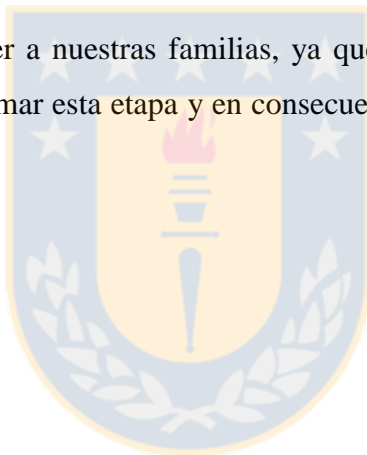 er a nuestras familias, ya que
mar esta etapa y en consecue